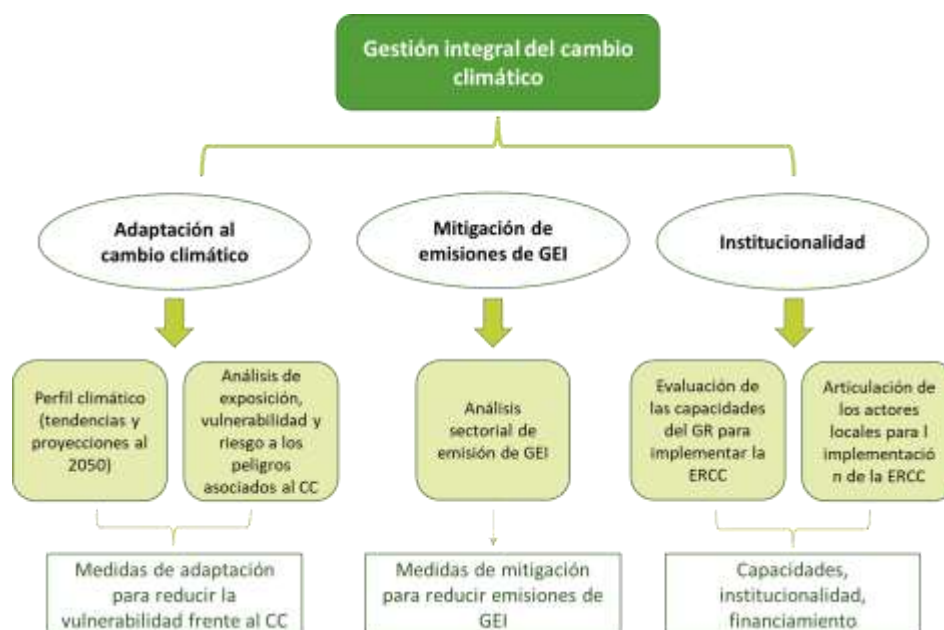 Gestión integral del cambio
climático
Adaptación al
cambio climático
Mitigación de
emisiones de GEI
Institucionalidad
Perfil climático
(tendencias y
proyecciones al
2050)
Análisis de
exposición,
vulnerabilidad y
riesgo a los
peligros
asociados al CC
Análisis
sectorial de
emisión de GEI
Evaluación de
las capacidades
del GR para
implementar la
ERCC
Articulación de
los actores
locales para l
implementació
n de la ERCC
Medidas de adaptación
para reducir la
vulnerabilidad frente al CC
Medidas de mitigación
para reducir emisiones de
GEI
Capacidades,
institucionalidad,
financiamiento